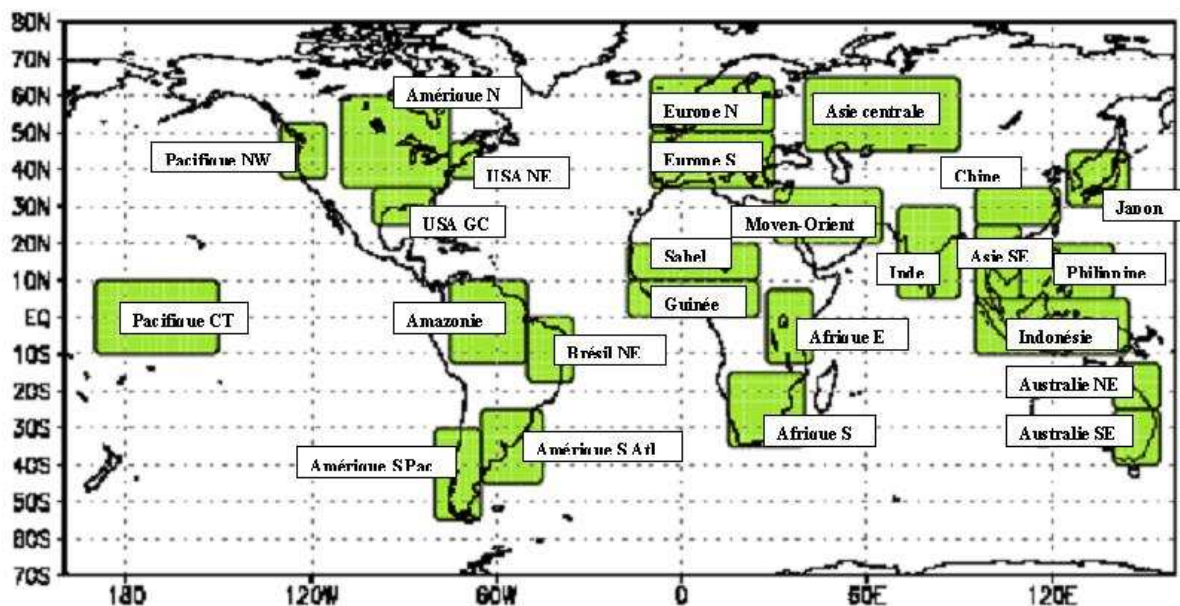 80N
70N
60N
50N
40N
30N
20N
10N
EQ
10S
20S
30S
40S
50S
60S
70S
80S
70S
180
120W
60W
0
60E
120E
Amérique N
Europe N
Asie centrale
Pacifique NW
Europe S
USA NE
Chine
USA GC
Moyen-Orient
Japon
Sahel
Inde
Asie SE
Philippine
Guinée
Pacifique CT
Amazonie
Afrique E
Indonésie
Brésil NE
Australie NE
Afrique S
Australie SE
Amérique S Pac
Amérique S Atl